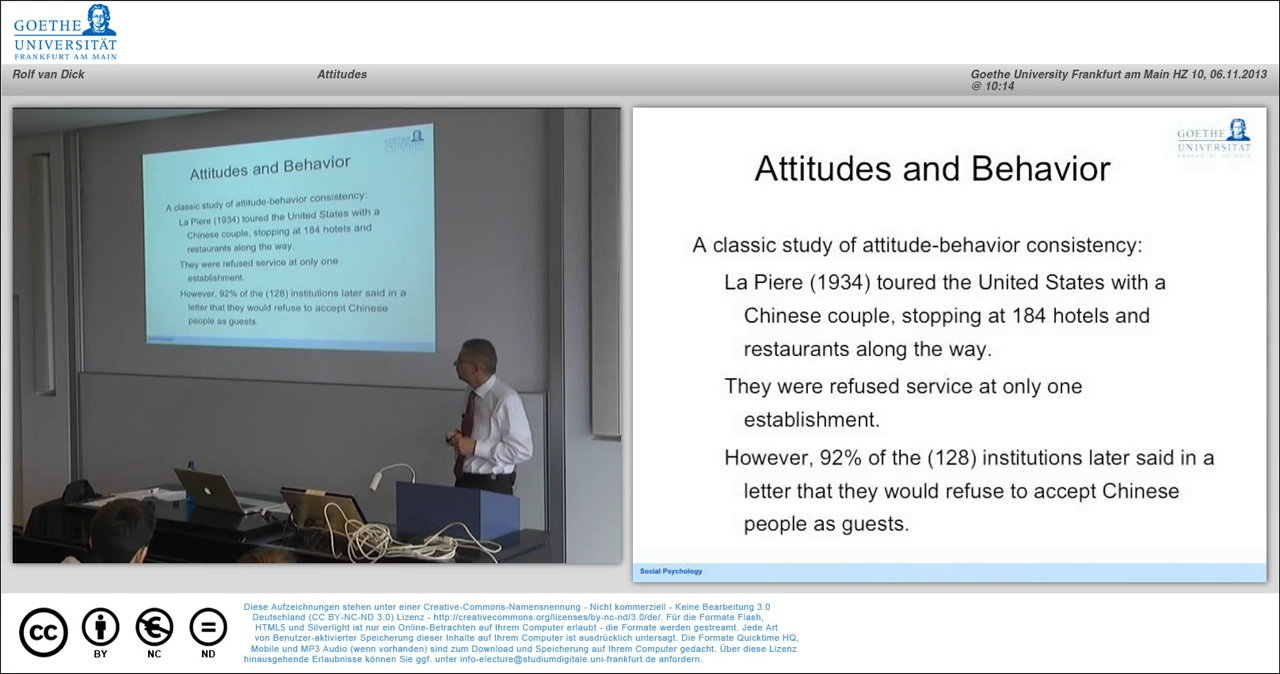 GOETHE
UNIVERSITÄT
FRANKFURT AM MAIN
Rolf van Dick
Attitudes
Goethe University Frankfurt am Main HZ 10, 06.11.2013
@ 10:14
GOETHE
UNIVERSITÄT
Attitudes and Behavior
A classic study of attitude-behavior consistency:
La Piere (1934) toured the United States with a
Chinese couple, stopping at 184 hotels and
restaurants along the way.
They were refused service at only one
establishment.
However, 92% of the (128) institutions later said in a
letter that they would refuse to accept Chinese
people as guests.
GOETHE
UNIVERSITÄT
FRANKFURT AM MAIN
Attitudes and Behavior
A classic study of attitude-behavior consistency:
La Piere (1934) toured the United States with a
Chinese couple, stopping at 184 hotels and
restaurants along the way.
They were refused service at only one
establishment.
However, 92% of the (128) institutions later said in a
letter that they would refuse to accept Chinese
people as guests.
Social Psychology
cc
BY
NC
ND
Diese Aufzeichnungen stehen unter einer Creative-Commons-Namensnennung - Nicht kommerziell - Keine Bearbeitung 3.0
Deutschland (CC BY-NC-ND 3.0) Lizenz - http://creativecommons.org/licenses/by-nc-nd/3.0/de/. Für die Formate Flash,
HTML5 und Silverlight ist nur ein Online-Betrachten auf Ihrem Computer erlaubt - die Formate werden gestreamt. Jede Art
von Benutzer-aktivierter Speicherung dieser Inhalte auf Ihrem Computer ist ausdrücklich untersagt. Die Formate Quicktime HQ,
Mobile und MP3 Audio (wenn vorhanden) sind zum Download und Speicherung auf Ihrem Computer gedacht. Über diese Lizenz
hinausgehende Erlaubnisse können Sie ggf. unter info-electure@studiumdigitale.uni-frankfurt.de anfordern.